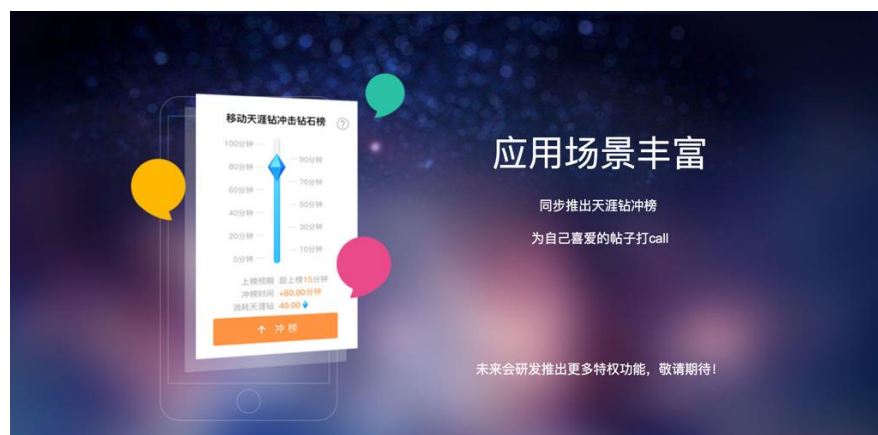 移动天涯钻冲击钻石榜 ?
100分钟
90分钟
80分钟
70分钟
60分钟
50分钟
40分钟
30分钟
20分钟
10分钟
0分钟
上榜预期 距上榜15分钟
冲榜时间 +80.00分钟
消耗天涯钻 40.00
↑ 冲 榜
应用场景丰富
同步推出天涯钻冲榜
为自己喜爱的帖子打call
未来会研发推出更多特权功能，敬请期待！